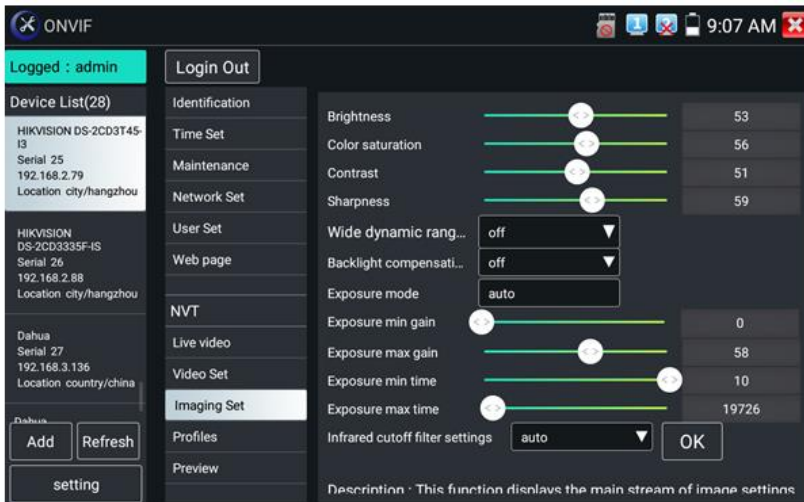 ONVIF
9:07 AM
Logged : admin
Login Out
Device List(28)
HIKVISION DS-2CD3T45-
I3
Serial 25
192.168.2.79
Location city/hangzhou
HIKVISION
DS-2CD3335F-IS
Serial 26
192.168.2.88
Location city/hangzhou
Dahua
Serial 27
192.168.3.136
Location country/china
Dahua
Add
Refresh
setting
Identification
Time Set
Maintenance
Network Set
User Set
Web page
NVT
Live video
Video Set
Imaging Set
Profiles
Preview
Brightness 53
Color saturation 56
Contrast 51
Sharpness 59
Wide dynamic rang... off
Backlight compensati... off
Exposure mode auto
Exposure min gain 0
Exposure max gain 58
Exposure min time 10
Exposure max time 19726
Infrared cutoff filter settings auto OK
Description : This function displays the main stream of image settings